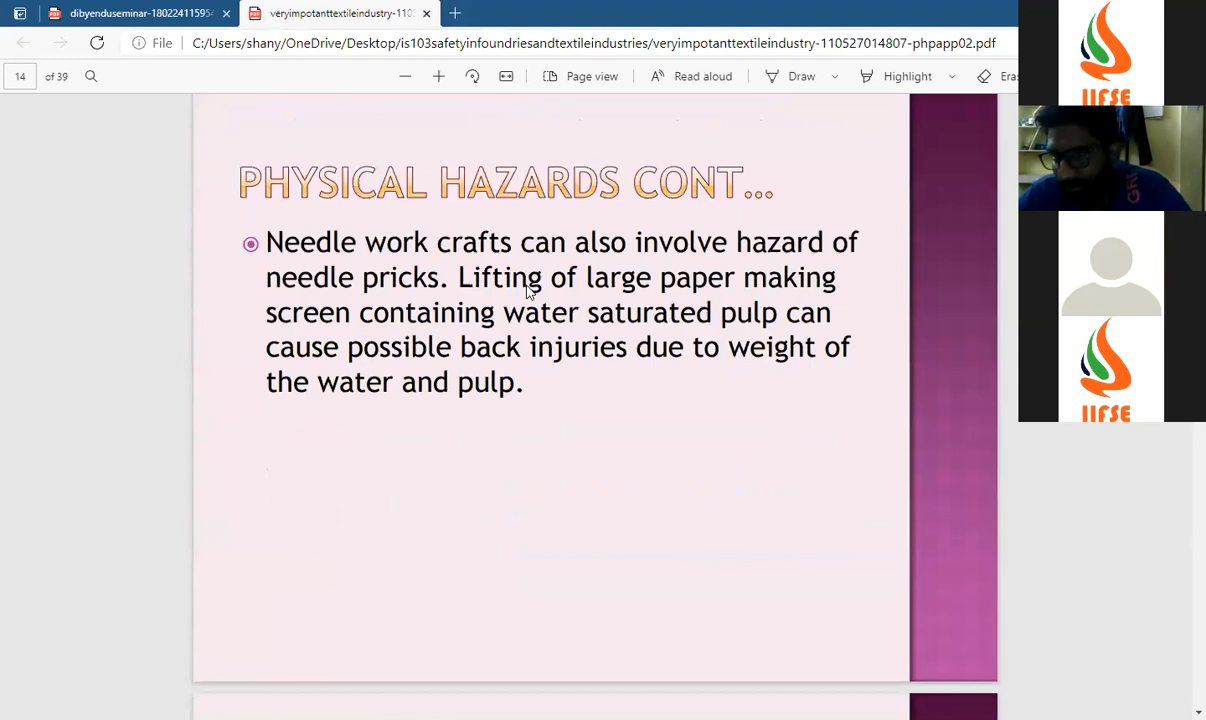 dibyenduseminar-18022411595
veryimpotanttextileindustry-1105
File
C:/Users/shany/OneDrive/Desktop/is103safetyinfoundriesandtextileindustries/veryimpotanttextileindustry-110527014807-phpapp02.pdf
14 of 39
Page view
Read aloud
Draw
Highlight
Eras
IIFSE
PHYSICAL HAZARDS CONT...
Needle work crafts can also involve hazard of
needle pricks. Lifting of large paper making
screen containing water saturated pulp can
cause possible back injuries due to weight of
the water and pulp.
IIFSE